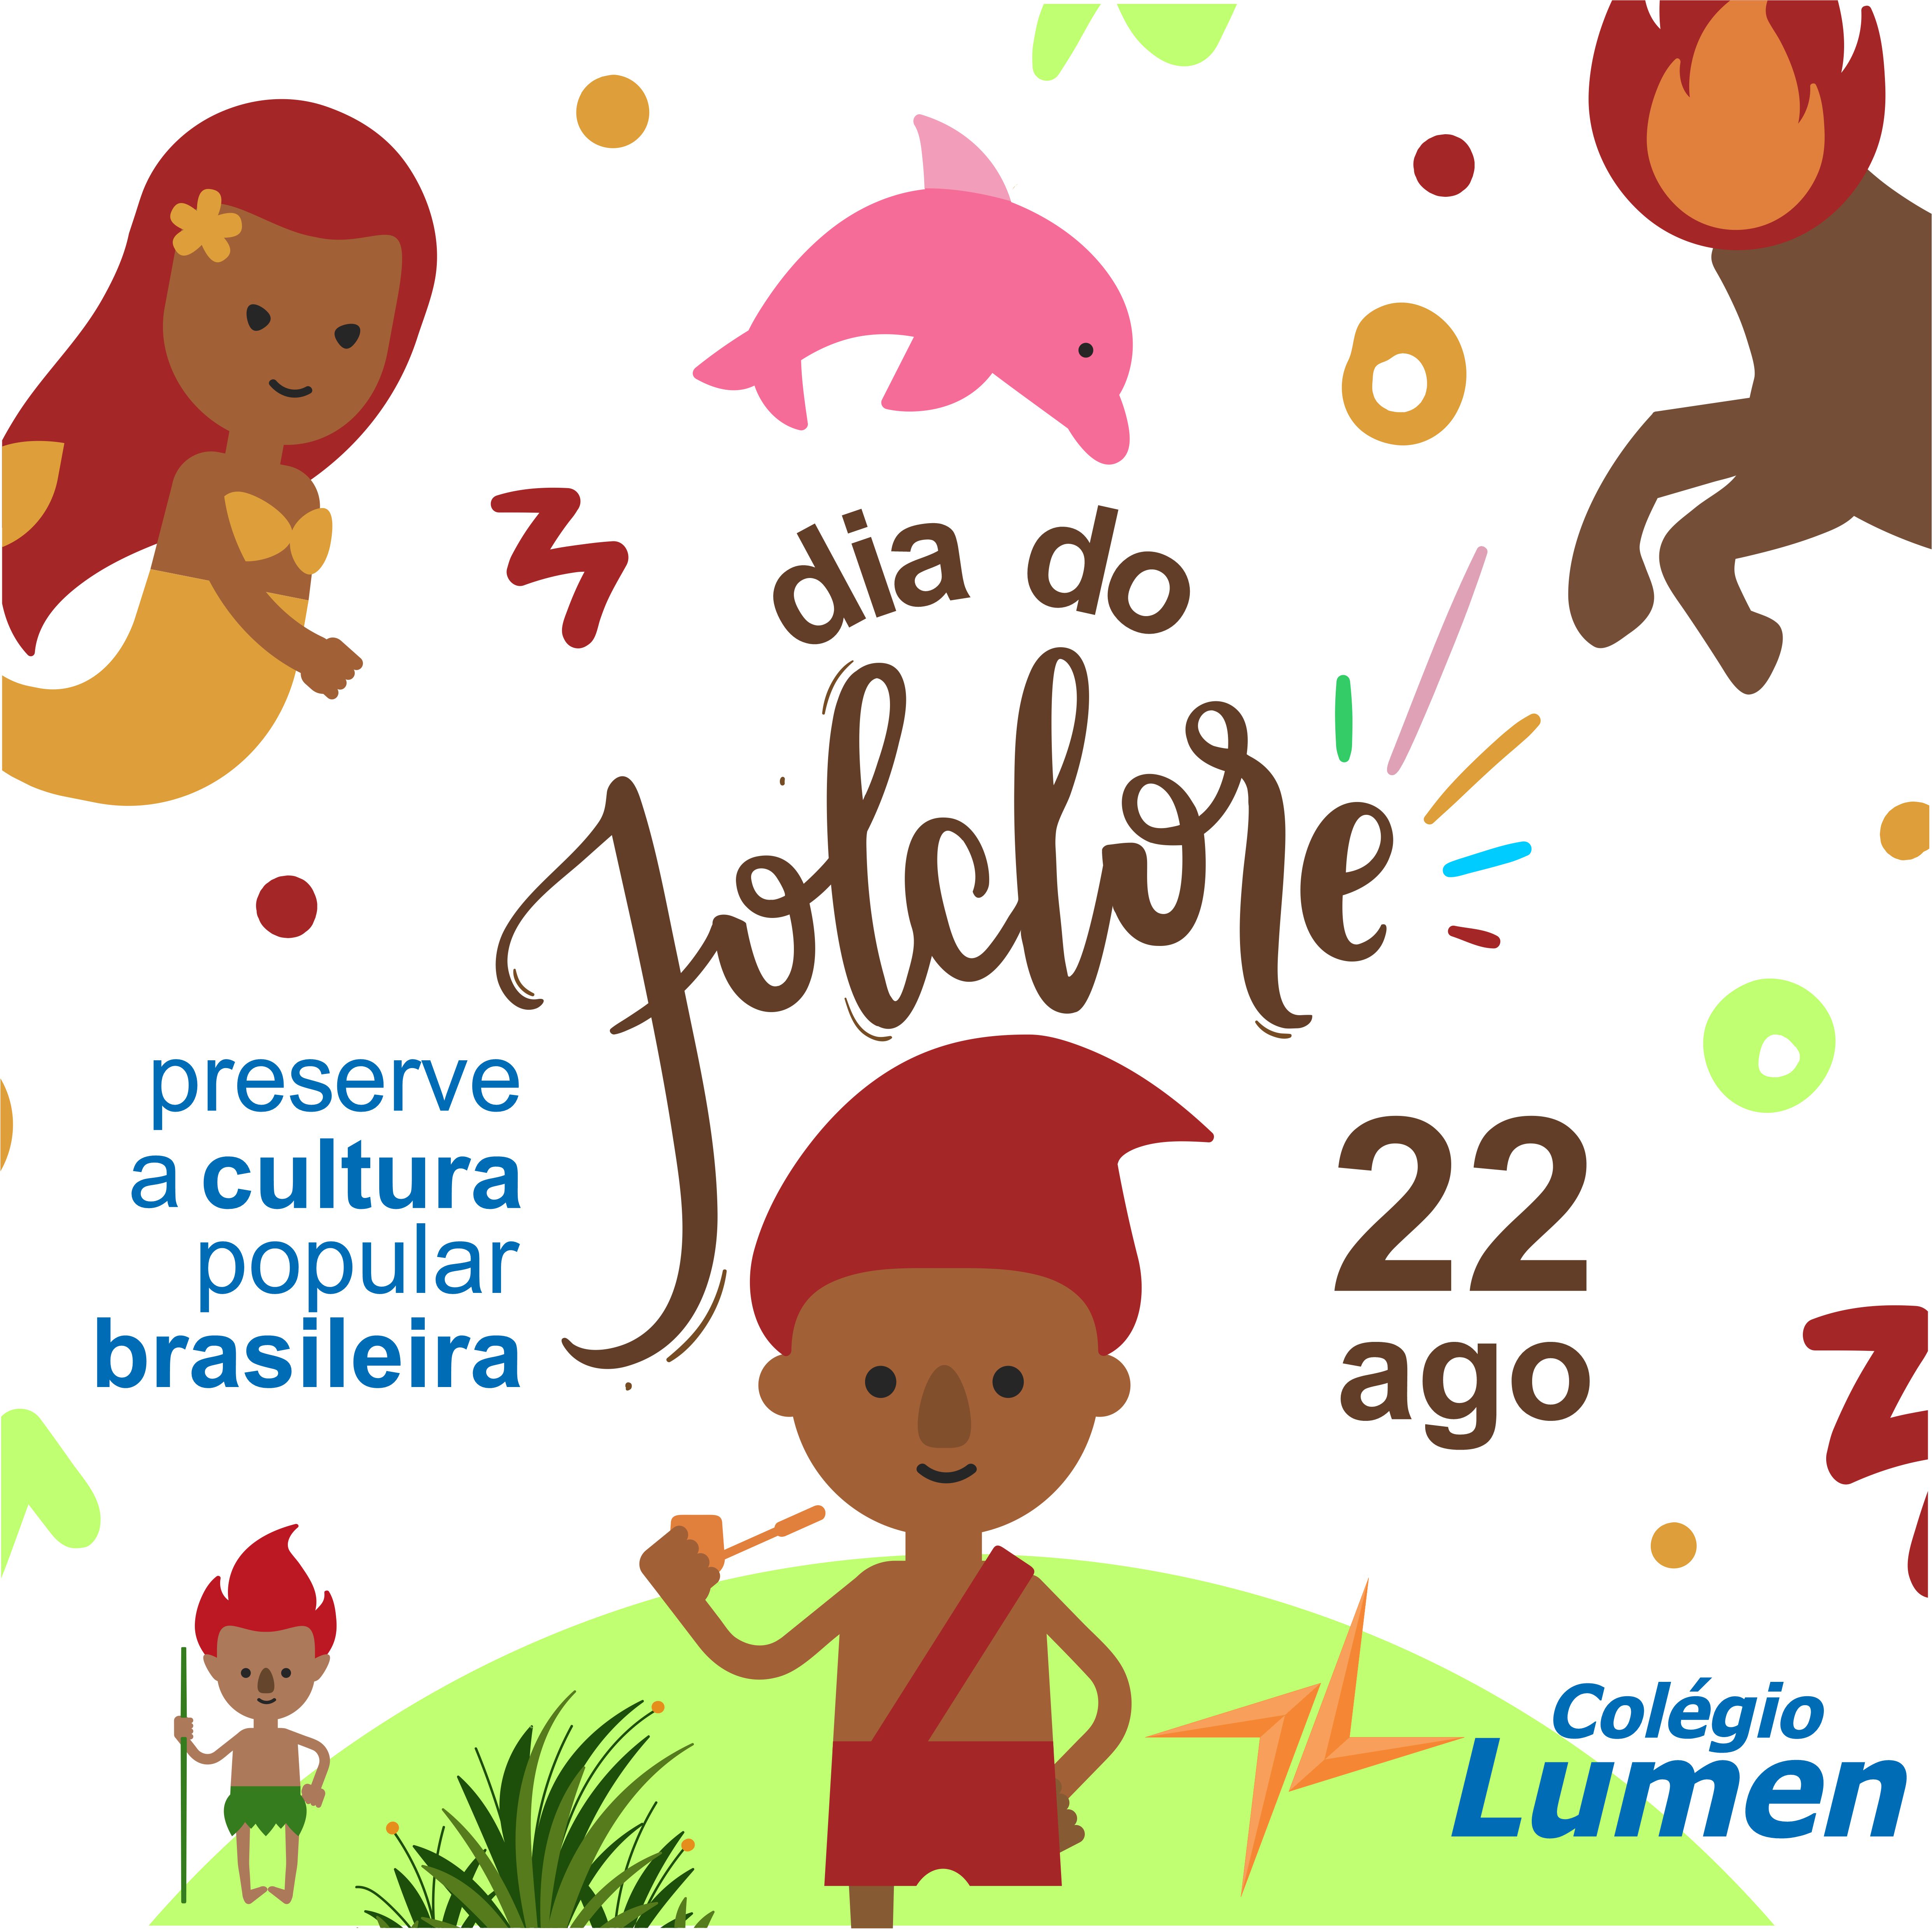 dia do
folclore
preserve
a cultura
popular
brasileira
22
ago
Colégio
Lumen